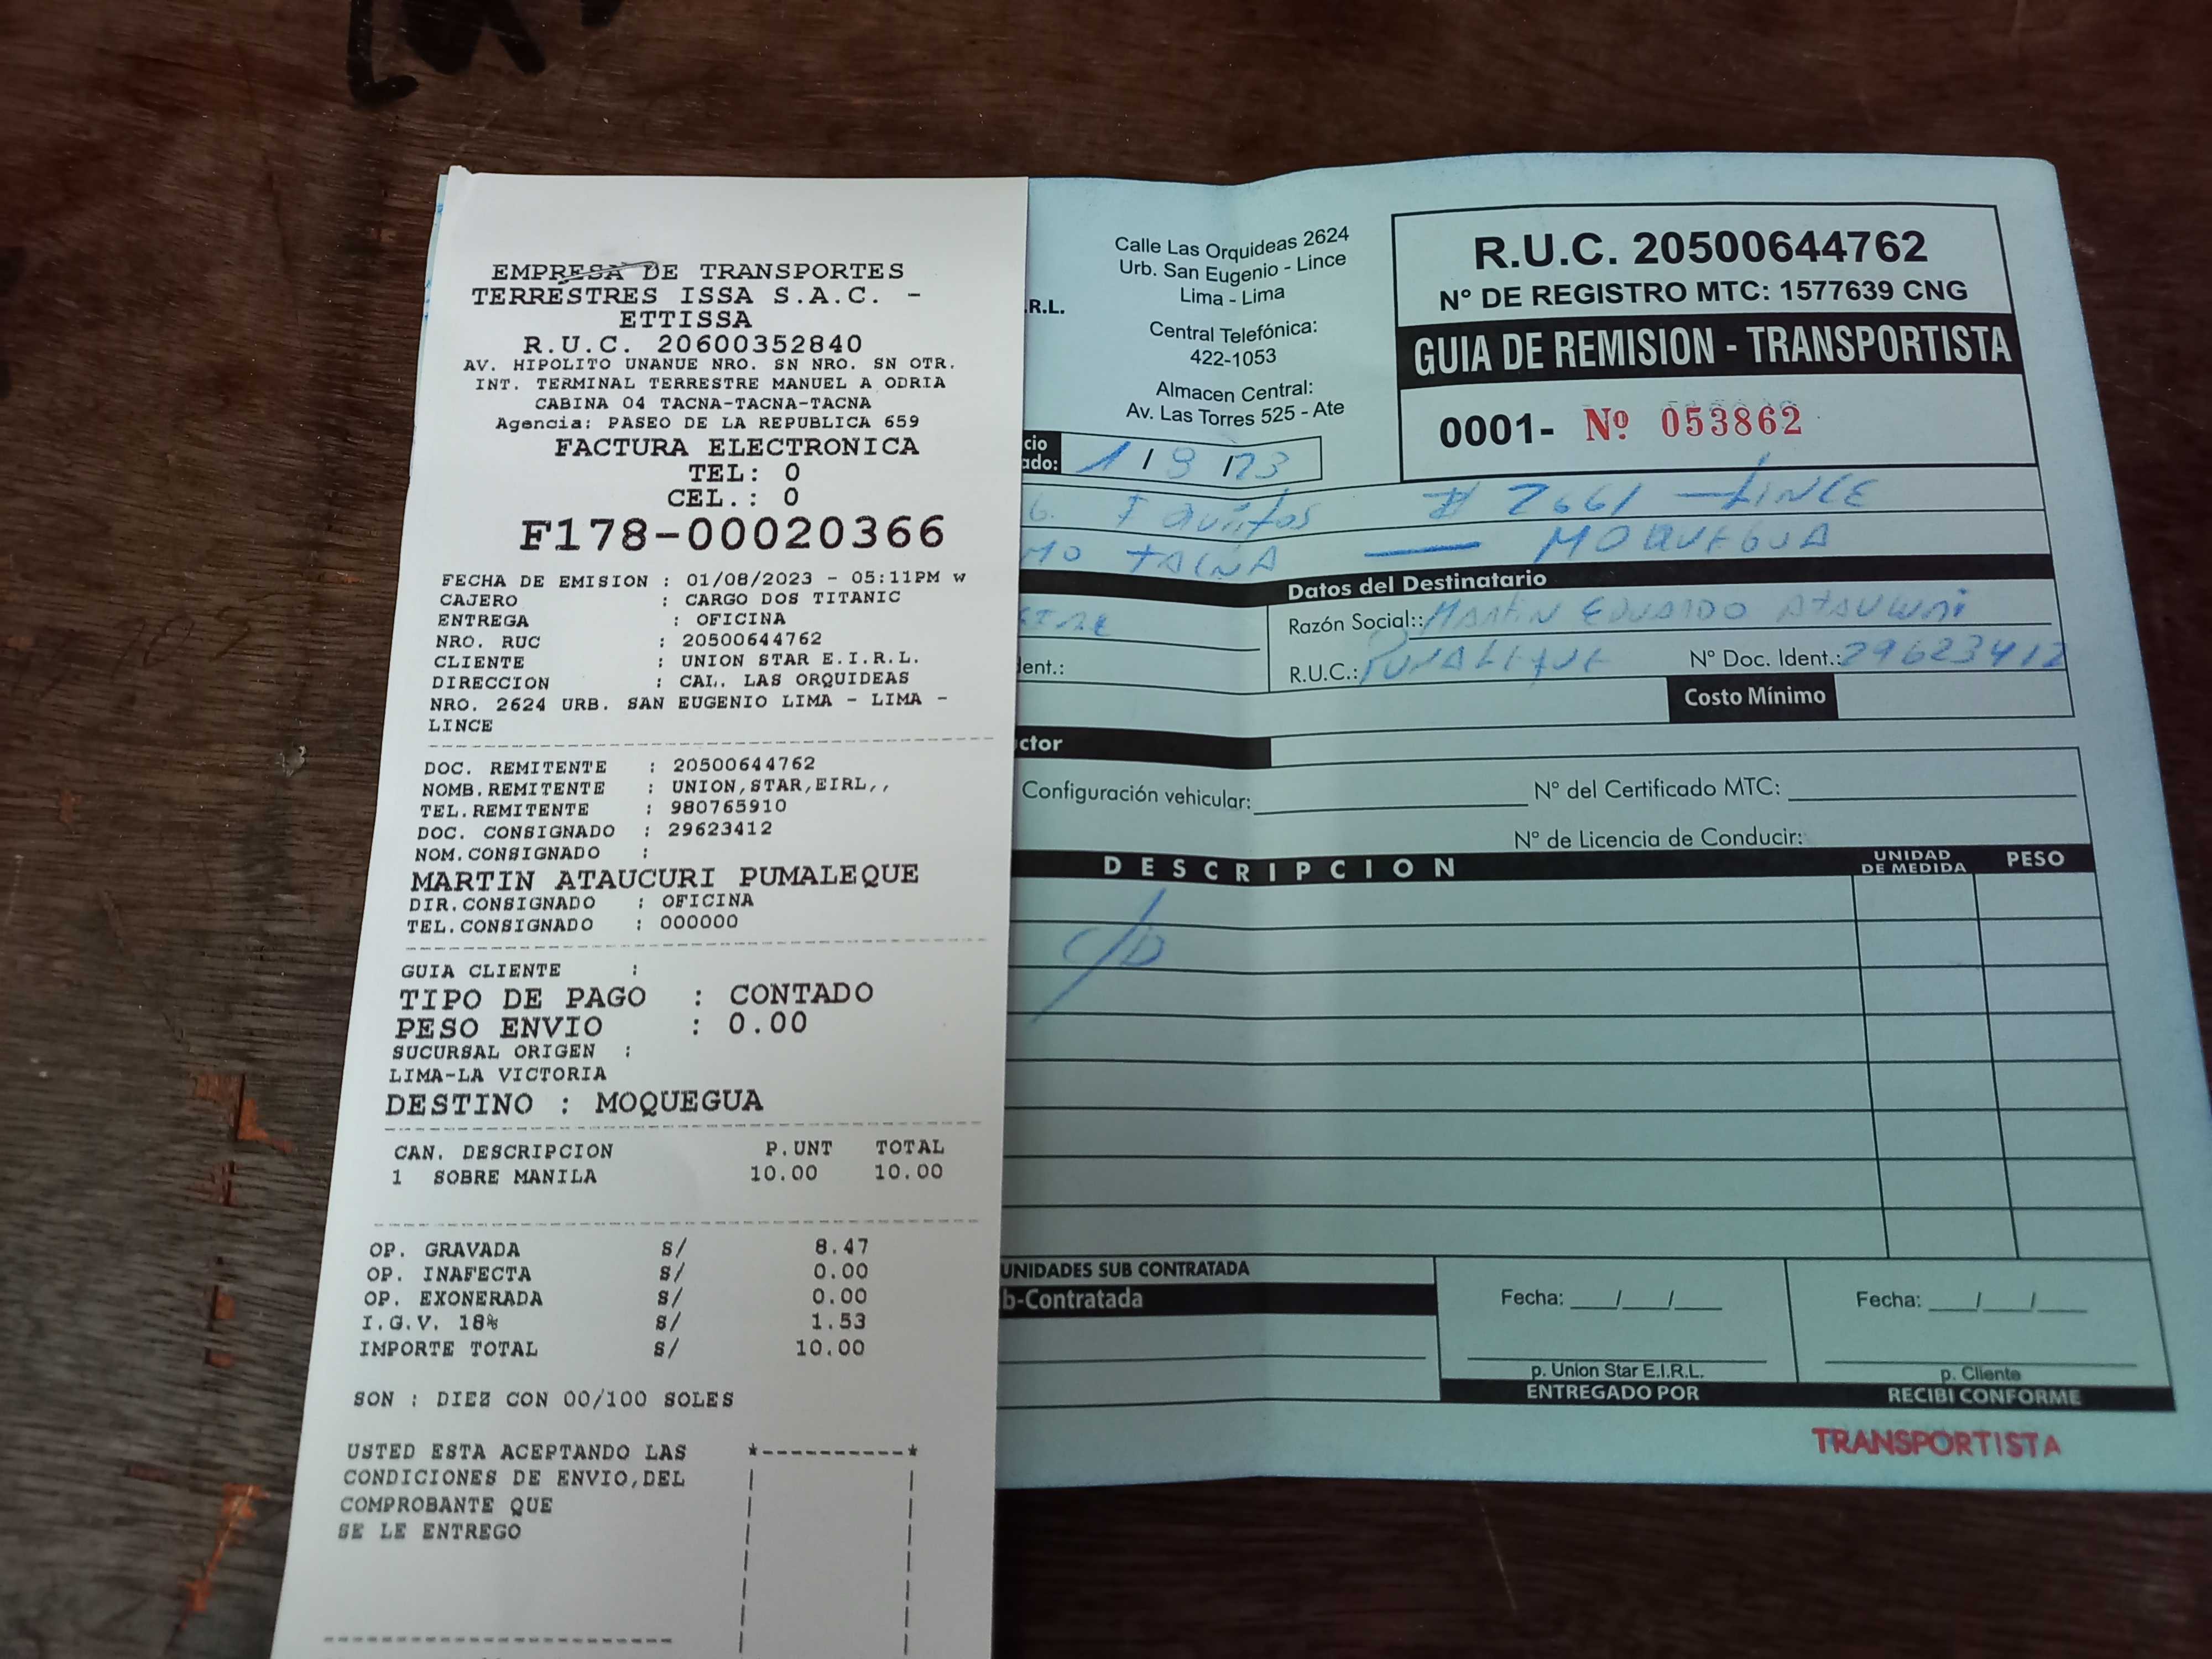 EMPRESA DE TRANSPORTES
TERRESTRES ISSA S.A.C. -
ETTISSA
R.U.C. 20600352840
AV. HIPOLITO UNANUE NRO. SN NRO. SN OTR.
INT. TERMINAL TERRESTRE MANUEL A ODRIA
CABINA 04 TACNA-TACNA-TACNA
Agencia: PASEO DE LA REPUBLICA 659
FACTURA ELECTRONICA
TEL: 0
CEL.: 0
F178-00020366
FECHA DE EMISION : 01/08/2023 - 05:11PM w
CAJERO : CARGO DOS TITANIC
ENTREGA : OFICINA
NRO. RUC : 20500644762
CLIENTE : UNION STAR E.I.R.L.
DIRECCION : CAL. LAS ORQUIDEAS
NRO. 2624 URB. SAN EUGENIO LIMA - LIMA -
LINCE
DOC. REMITENTE : 20500644762
NOMB.REMITENTE : UNION,STAR,EIRL,,
TEL.REMITENTE : 980765910
DOC. CONSIGNADO : 29623412
NOM.CONSIGNADO :
MARTIN ATAUCURI PUMALEQUE
DIR.CONSIGNADO : OFICINA
TEL.CONSIGNADO : 000000
GUIA CLIENTE :
TIPO DE PAGO : CONTADO
PESO ENVIO : 0.00
SUCURSAL ORIGEN :
LIMA-LA VICTORIA
DESTINO : MOQUEGUA
CAN. DESCRIPCION P.UNT TOTAL
1 SOBRE MANILA 10.00 10.00
OP. GRAVADA S/ 8.47
OP. INAFECTA S/ 0.00
OP. EXONERADA S/ 0.00
I.G.V. 18% S/ 1.53
IMPORTE TOTAL S/ 10.00
SON : DIEZ CON 00/100 SOLES
USTED ESTA ACEPTANDO LAS
CONDICIONES DE ENVIO,DEL
COMPROBANTE QUE
SE LE ENTREGO
.R.L.
Calle Las Orquideas 2624
Urb. San Eugenio - Lince
Lima - Lima
Central Telefónica:
422-1053
Almacen Central:
Av. Las Torres 525 - Ate
R.U.C. 20500644762
N° DE REGISTRO MTC: 1577639 CNG
GUIA DE REMISION - TRANSPORTISTA
0001- Nº 053862
cio
ado:
Iquitos # 2661 - LINCE
MO TACNA - MOQUEGUA
Datos del Destinatario
Razón Social:: MARTIN EDUARDO ATAUCURI
ent.:
R.U.C.: PUMALEQUE N° Doc. Ident.: 29623412
Costo Mínimo
ctor
Configuración vehicular: N° del Certificado MTC:
N° de Licencia de Conducir:
DESCRIPCION UNIDAD DE MEDIDA PESO
UNIDADES SUB CONTRATADA
b-Contratada
Fecha: / /
p. Union Star E.I.R.L.
ENTREGADO POR
Fecha: / /
p. Cliente
RECIBI CONFORME
TRANSPORTISTA